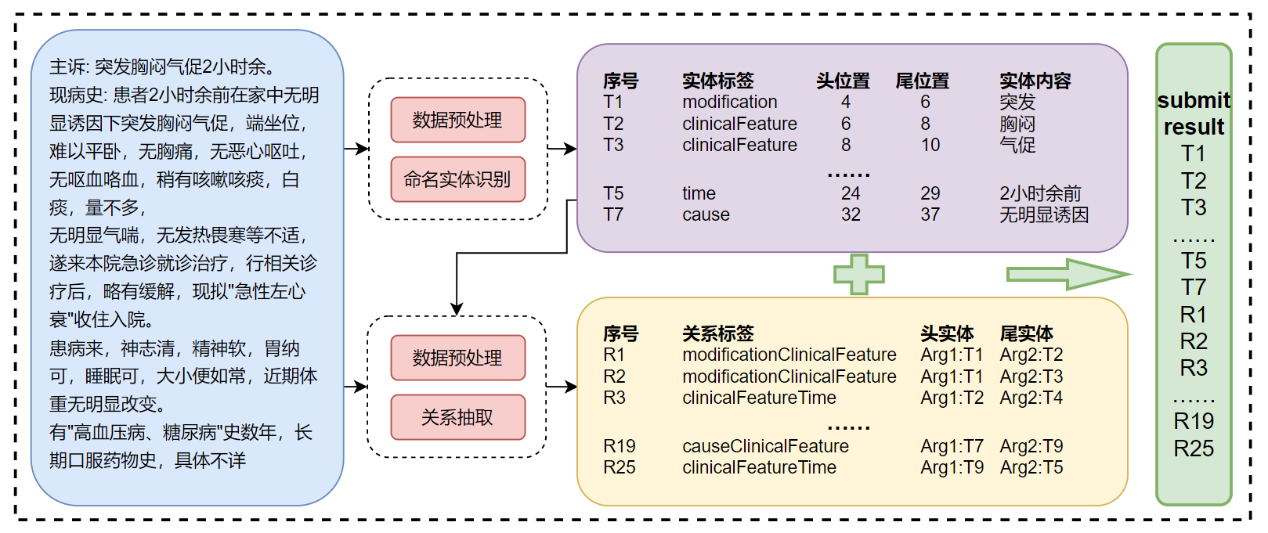 主诉: 突发胸闷气促2小时余。
现病史: 患者2小时余前在家中无明
显诱因下突发胸闷气促，端坐位，
难以平卧，无胸痛，无恶心呕吐，
无呕血咯血，稍有咳嗽咳痰，白
痰，量不多，
无明显气喘，无发热畏寒等不适，
遂来本院急诊就诊治疗，行相关诊
疗后，略有缓解，现拟"急性左心
衰"收住入院。
患病来，神志清，精神软，胃纳
可，睡眠可，大小便如常，近期体
重无明显改变。
有"高血压病、糖尿病"史数年，长
期口服药物史，具体不详
数据预处理
命名实体识别
数据预处理
关系抽取
序号 实体标签 头位置 尾位置 实体内容
T1 modification 4 6 突发
T2 clinicalFeature 6 8 胸闷
T3 clinicalFeature 8 10 气促
……
T5 time 24 29 2小时余前
T7 cause 32 37 无明显诱因
序号 关系标签 头实体 尾实体
R1 modificationClinicalFeature Arg1:T1 Arg2:T2
R2 modificationClinicalFeature Arg1:T1 Arg2:T3
R3 clinicalFeatureTime Arg1:T2 Arg2:T4
……
R19 causeClinicalFeature Arg1:T7 Arg2:T9
R25 clinicalFeatureTime Arg1:T9 Arg2:T5
submit
result
T1
T2
T3
……
T5
T7
R1
R2
R3
……
R19
R25